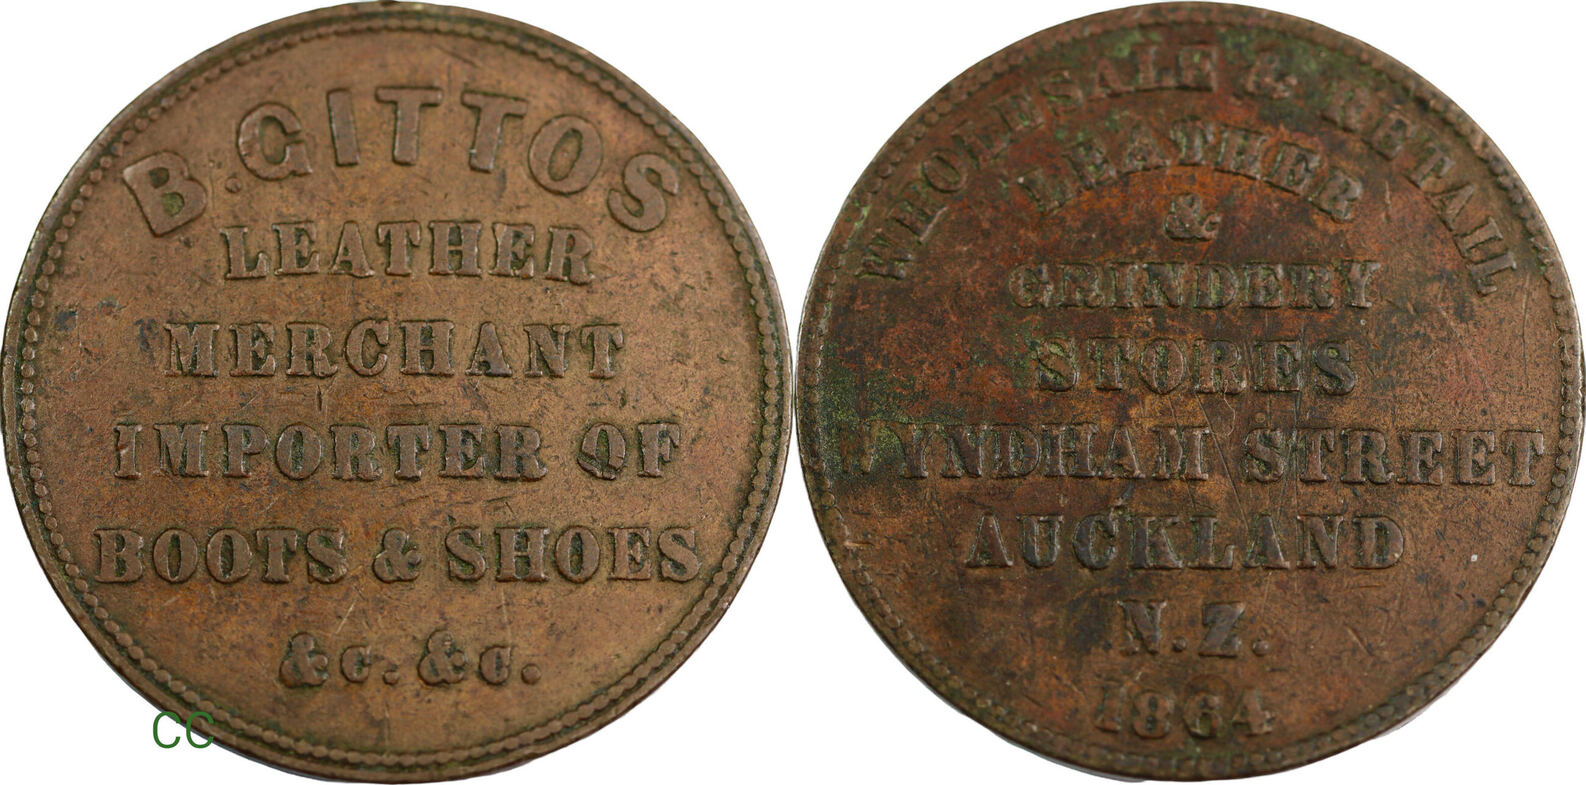 B. GITTOS
LEATHER
MERCHANT
IMPORTER OF
BOOTS & SHOES
&c. &c.
CC
WHOLESALE & RETAIL
LEATHER
&
GRINDERY
STORES
WYNDHAM STREET
AUCKLAND
N.Z.
1864